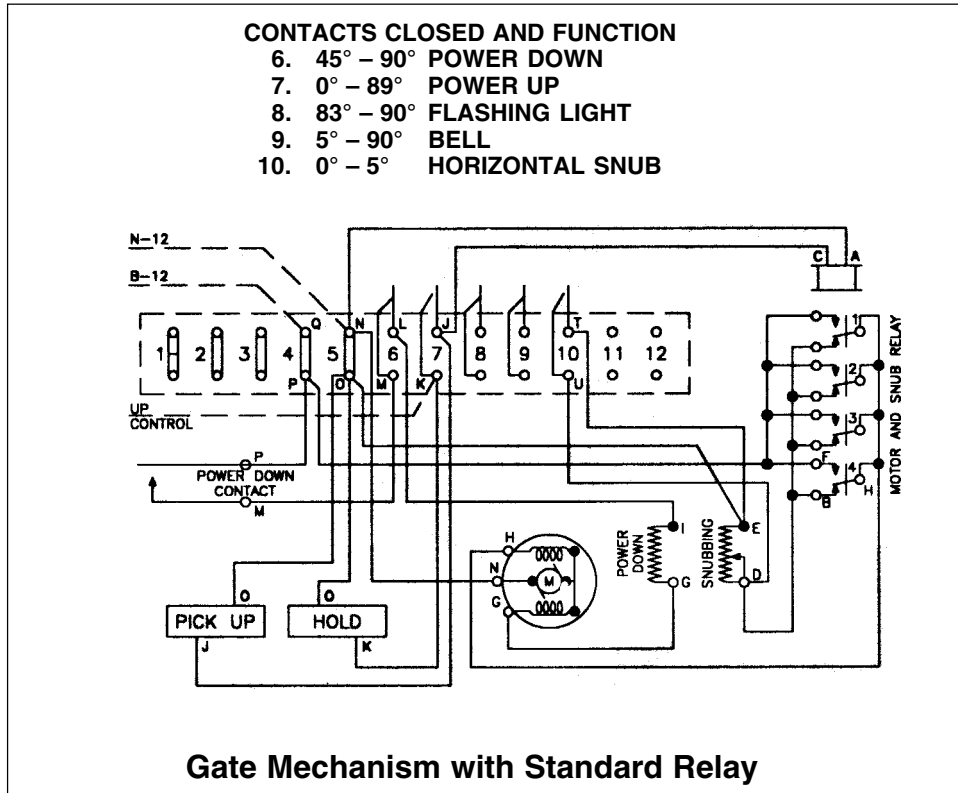 CONTACTS CLOSED AND FUNCTION
6. 45° – 90° POWER DOWN
7. 0° – 89° POWER UP
8. 83° – 90° FLASHING LIGHT
9. 5° – 90° BELL
10. 0° – 5° HORIZONTAL SNUB
N-12
B-12
C A
Q N L J T
1 2 3 4 5 6 7 8 9 10 11 12
P O M K U
UP
CONTROL
P
POWER DOWN
CONTACT
M
1
2
3
F
4
B H
MOTOR AND SNUB RELAY
H
N
G
M
POWER
DOWN
I
G
SNUBBING
E
D
O
PICK UP
J
O
HOLD
K
Gate Mechanism with Standard Relay